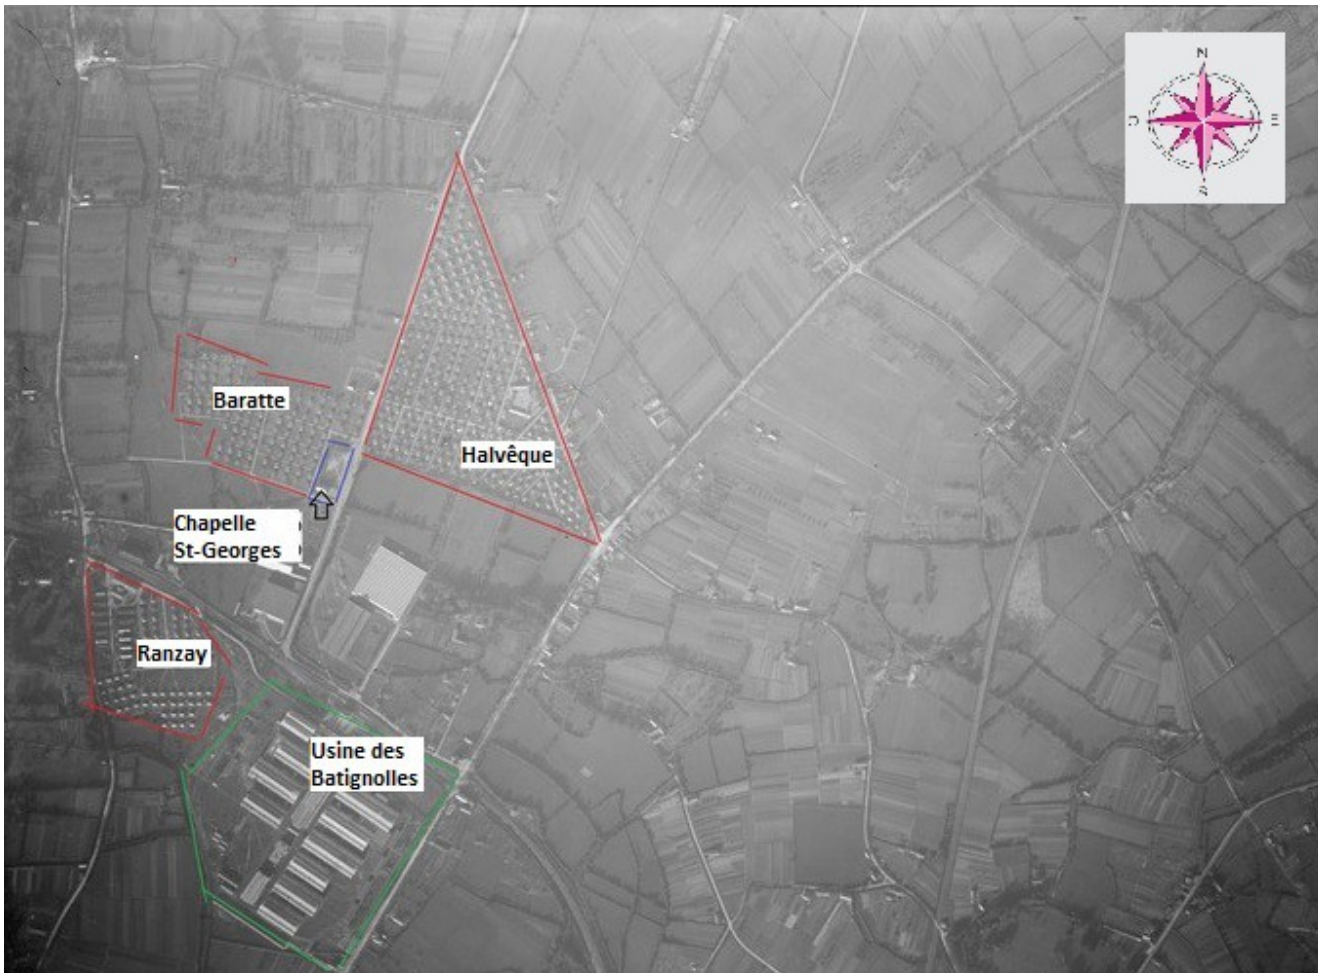 N
Baratte
Halvêque
Chapelle
St-Georges
Ranzay
Usine des
Batignolles